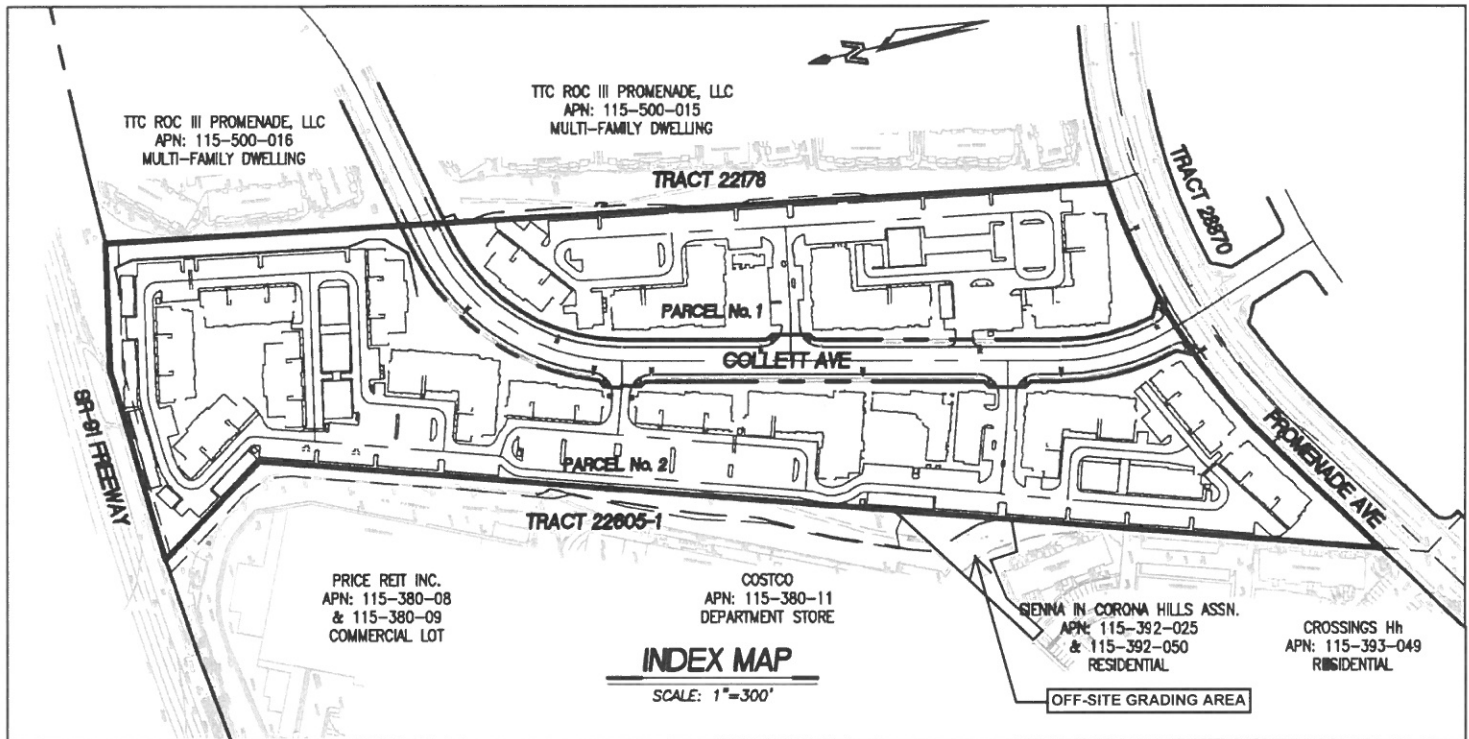 N
TTC ROC III PROMENADE, LLC
APN: 115-500-016
MULTI-FAMILY DWELLING
TTC ROC III PROMENADE, LLC
APN: 115-500-015
MULTI-FAMILY DWELLING
TRACT 22178
TRACT 28870
PARCEL No. 1
COLLETT AVE
SR-91 FREEWAY
PARCEL No. 2
PROMENADE AVE
TRACT 22605-1
PRICE REIT INC.
APN: 115-380-08
& 115-380-09
COMMERCIAL LOT
COSTCO
APN: 115-380-11
DEPARTMENT STORE
SIENNA IN CORONA HILLS ASSN.
APN: 115-392-025
& 115-392-050
RESIDENTIAL
CROSSINGS Hh
APN: 115-393-049
RESIDENTIAL
INDEX MAP
SCALE: 1"=300'
OFF-SITE GRADING AREA